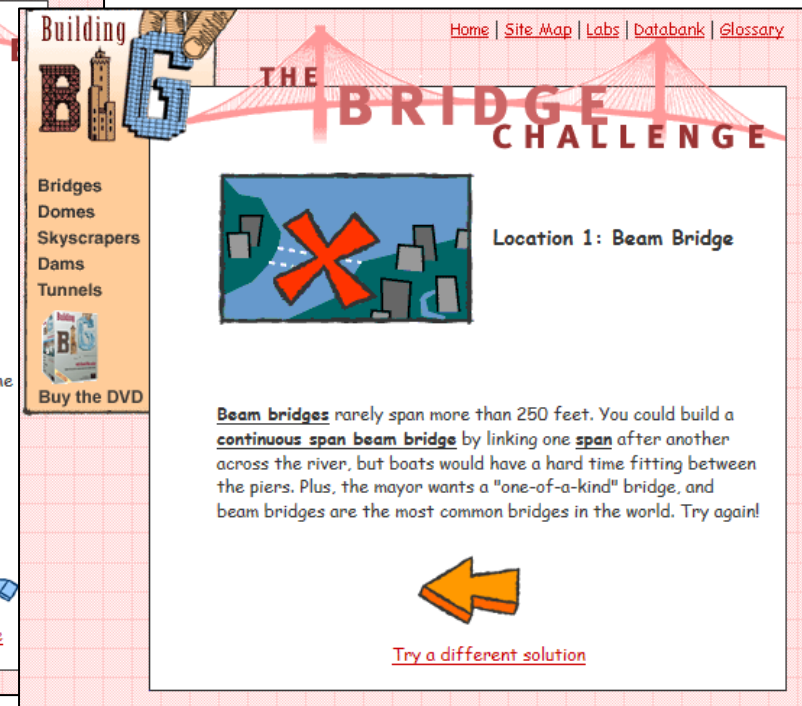 Building
BIG
Home | Site Map | Labs | Databank | Glossary
THE
BRIDGE
CHALLENGE
Bridges
Domes
Skyscrapers
Dams
Tunnels
Building
BIG
Buy the DVD
Location 1: Beam Bridge
Beam bridges rarely span more than 250 feet. You could build a
continuous span beam bridge by linking one span after another
across the river, but boats would have a hard time fitting between
the piers. Plus, the mayor wants a "one-of-a-kind" bridge, and
beam bridges are the most common bridges in the world. Try again!
Try a different solution